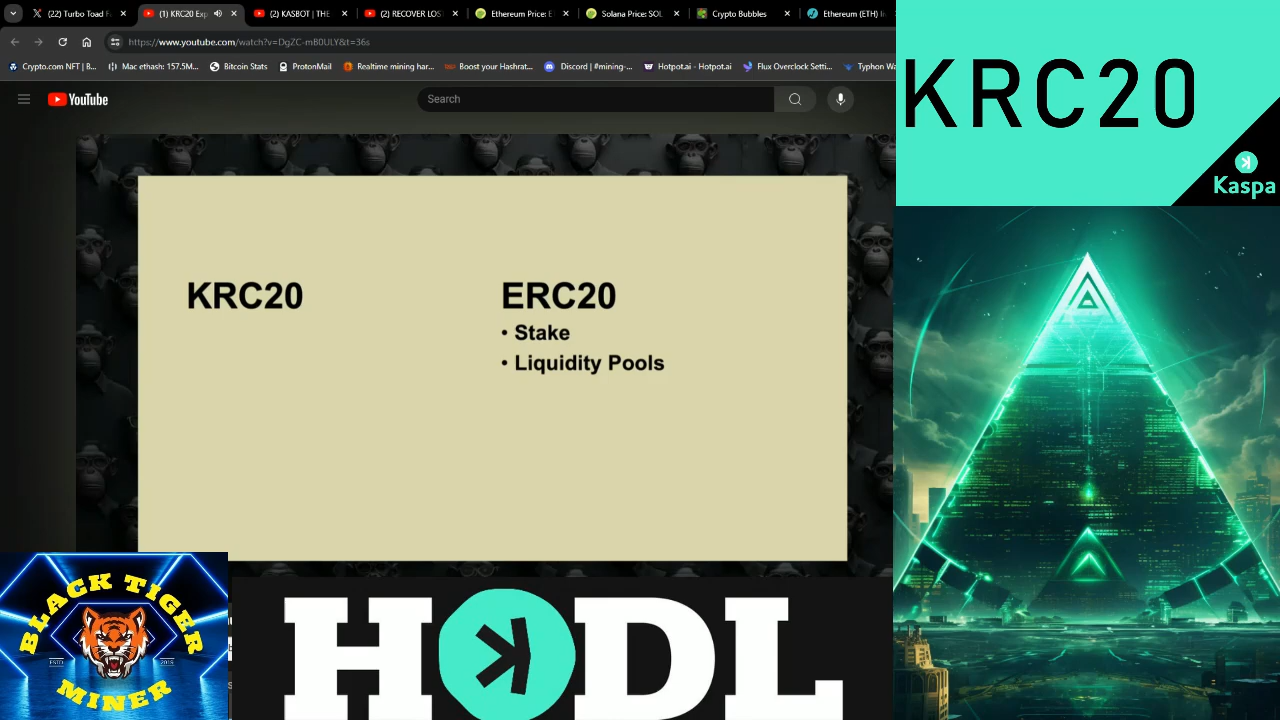 (22) Turbo Toad F
(1) KRC20 Exp
(2) KASBOT | THE
(2) RECOVER LOS
Ethereum Price: E
Solana Price: SOL
Crypto Bubbles
Ethereum (ETH)
https://www.youtube.com/watch?v=DgZC-mB0ULY&t=36s
Crypto.com NFT | B...
Mac ethash: 157.5M...
Bitcoin Stats
ProtonMail
Realtime mining har...
Boost your Hashrat...
Discord | #mining-...
Hotpot.ai - Hotpot.ai
Flux Overclock Setti...
Typhon Wa
YouTube
Search
KRC20
ERC20
• Stake
• Liquidity Pools
KRC20
Kaspa
BLACK TIGER
ESTD 2018
MINER
HODL